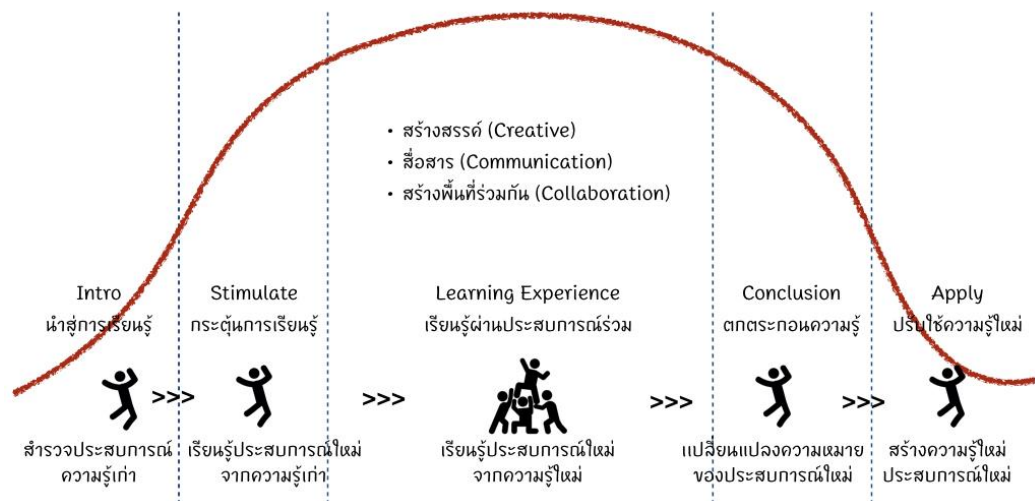 • สร้างสรรค์ (Creative)
• สื่อสาร (Communication)
• สร้างพื้นที่ร่วมกัน (Collaboration)
Intro
นำสู่การเรียนรู้
Stimulate
กระตุ้นการเรียนรู้
Learning Experience
เรียนรู้ผ่านประสบการณ์ร่วม
Conclusion
ตกตระกอนความรู้
Apply
ปรับใช้ความรู้ใหม่
>>>
>>>
>>>
>>>
สำรวจประสบการณ์
ความรู้เก่า
เรียนรู้ประสบการณ์ใหม่
จากความรู้เก่า
เรียนรู้ประสบการณ์ใหม่
จากความรู้ใหม่
เเปลี่ยนแปลงความหมาย
ของประสบการณ์ใหม่
สร้างความรู้ใหม่
ประสบการณ์ใหม่